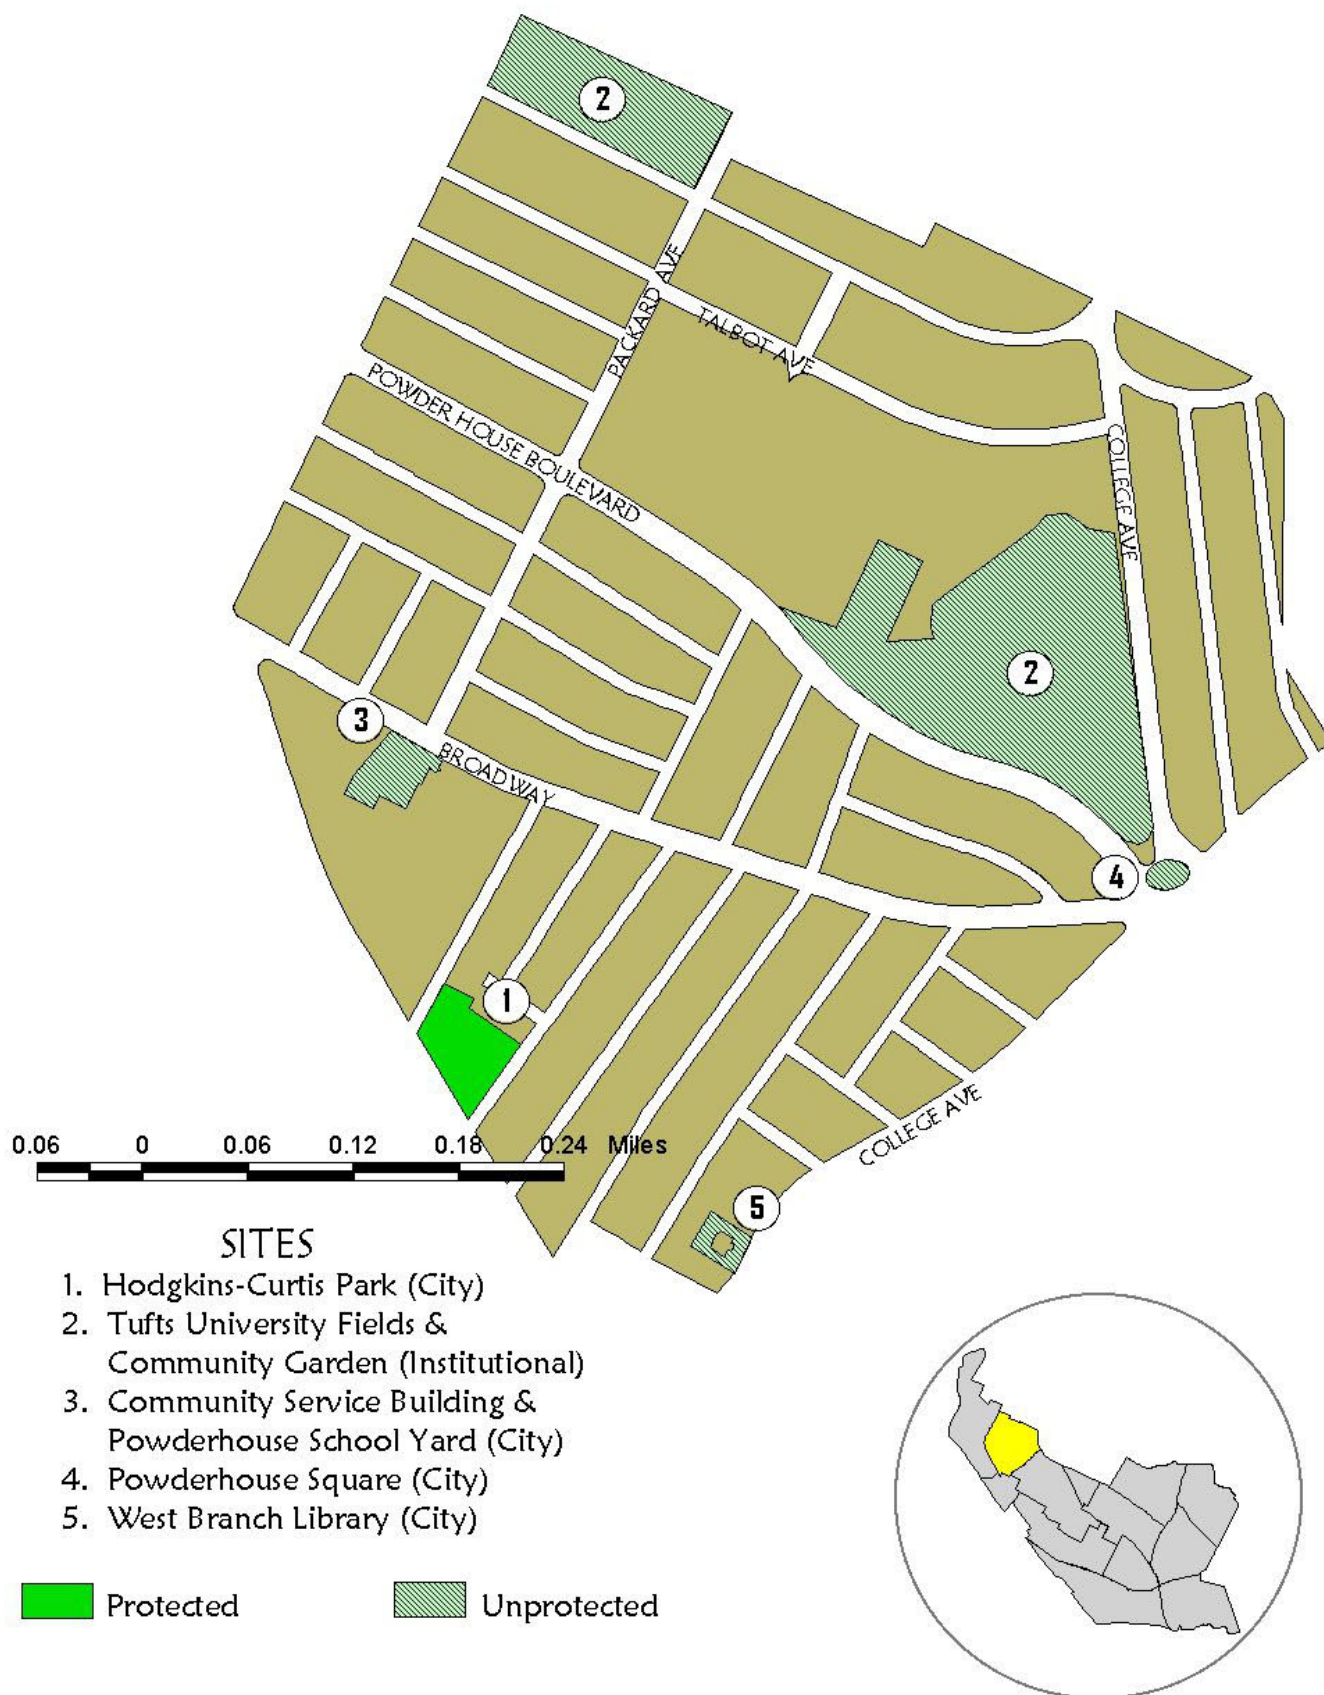 2
PACKARD AVE
TALBOT AVE
POWDER HOUSE BOULEVARD
COLLEGE AVE
2
3
BROADWAY
4
1
COLLEGE AVE
0.06 0 0.06 0.12 0.18 0.24 Miles
5
SITES
1. Hodgkins-Curtis Park (City)
2. Tufts University Fields &
Community Garden (Institutional)
3. Community Service Building &
Powderhouse School Yard (City)
4. Powderhouse Square (City)
5. West Branch Library (City)
Protected
Unprotected